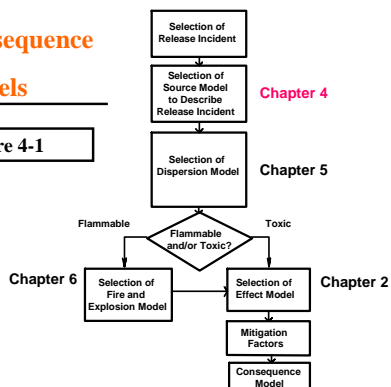 sequence
els
re 4-1
Selection of
Release Incident
Selection of
Source Model
to Describe
Release Incident
Chapter 4
Selection of
Dispersion Model
Chapter 5
Flammable
Toxic
Flammable
and/or Toxic?
Chapter 6
Selection of
Fire and
Explosion Model
Selection of
Effect Model
Chapter 2
Mitigation
Factors
Consequence
Model